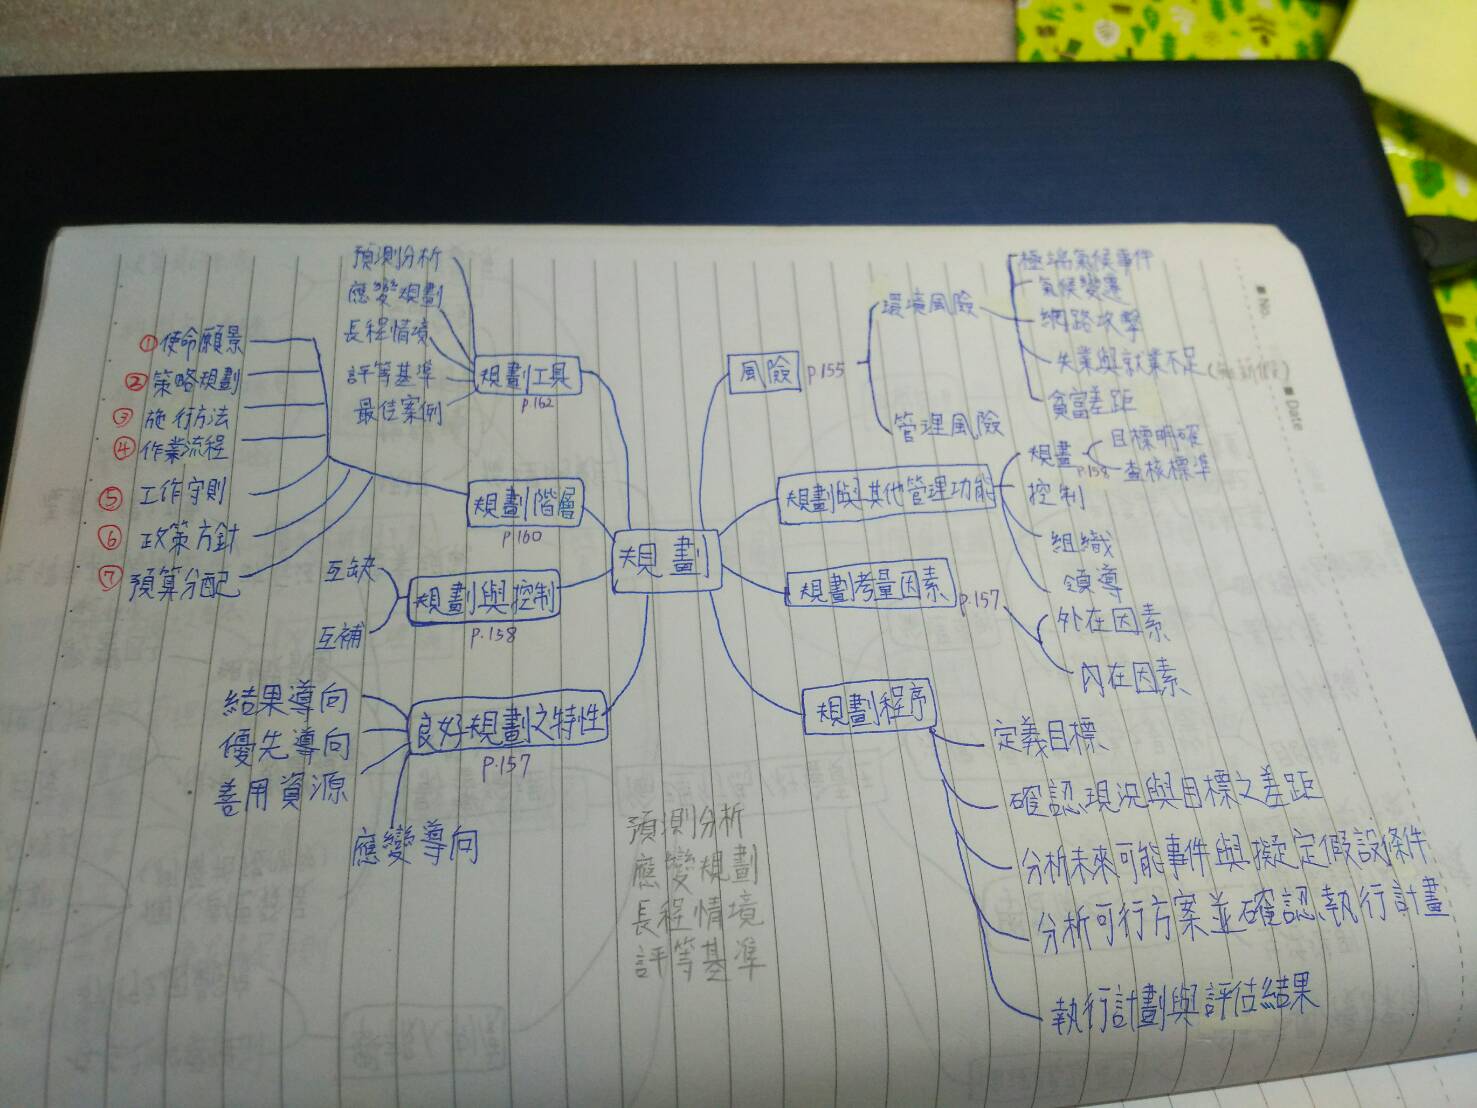 規劃
規劃工具
p.162
預測分析
應變規劃
長程情境
評等基準
最佳案例
規劃階層
p.160
① 使命願景
② 策略規劃
③ 施行方法
④ 作業流程
⑤ 工作守則
⑥ 政策方針
⑦ 預算分配
規劃與控制
p.158
互缺
互補
良好規劃之特性
p.157
結果導向
優先導向
善用資源
應變導向
風險 p.155
環境風險
極端氣候事件
氣候變遷
網路攻擊
失業與就業不足
貧富差距
管理風險
規劃與其他管理功能
規畫
p.158
目標明確
查核標準
控制
組織
領導
規劃考量因素 p.157
外在因素
內在因素
規劃程序
定義目標
確認現況與目標之差距
分析未來可能事件與擬定假設條件
分析可行方案並確認執行計畫
執行計劃與評估結果
預測分析
應變規劃
長程情境
評等基準
No.
Date